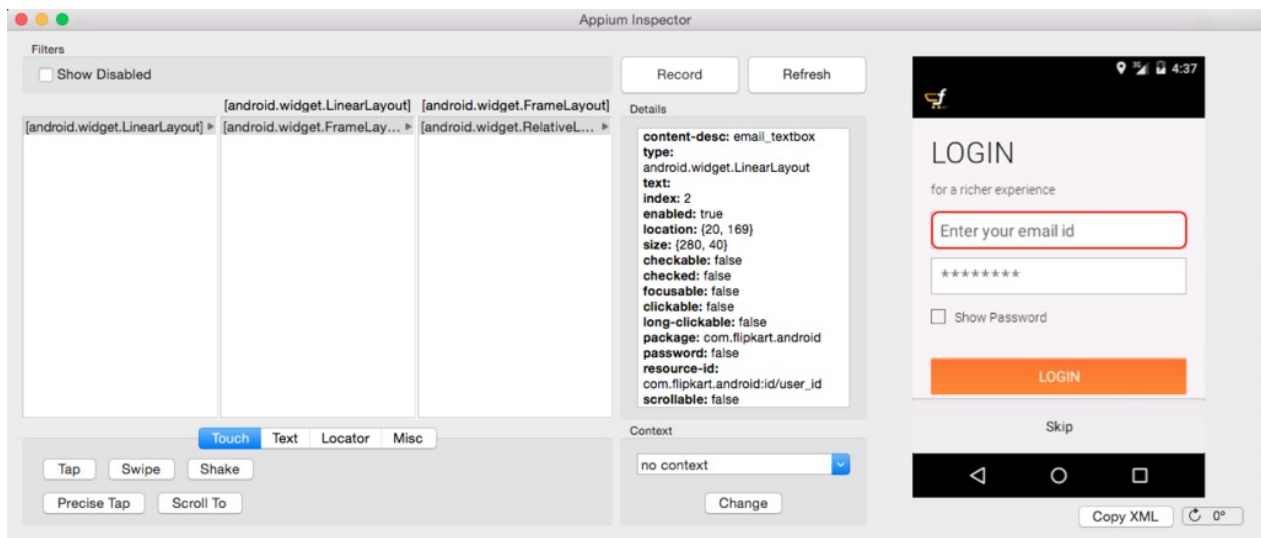 Appium Inspector
Filters
Show Disabled
Record
Refresh
[android.widget.LinearLayout] [android.widget.FrameLayout]
[android.widget.LinearLayout] [android.widget.FrameLay... [android.widget.RelativeL...
Details
content-desc: email_textbox
type:
android.widget.LinearLayout
text:
index: 2
enabled: true
location: {20, 169}
size: {280, 40}
checkable: false
checked: false
focusable: false
clickable: false
long-clickable: false
package: com.flipkart.android
password: false
resource-id:
com.flipkart.android:id/user_id
scrollable: false
Touch Text Locator Misc
Tap Swipe Shake
Precise Tap Scroll To
Context
no context
Change
3G 4:37
f
LOGIN
for a richer experience
Enter your email id
********
Show Password
LOGIN
Skip
Copy XML 0°